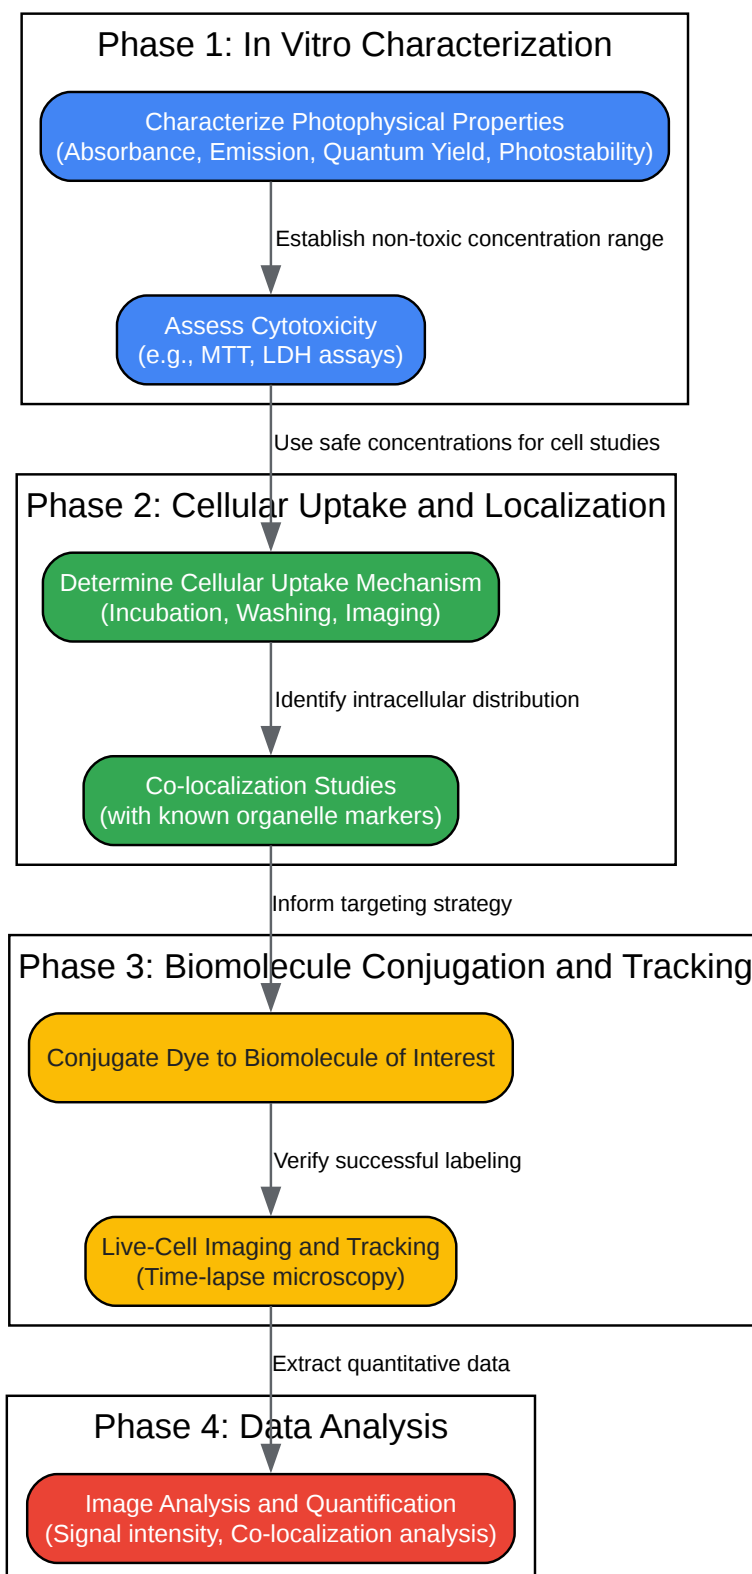 Phase 1: In Vitro Characterization
Characterize Photophysical Properties
(Absorbance, Emission, Quantum Yield, Photostability)
Establish non-toxic concentration range
Assess Cytotoxicity
(e.g., MTT, LDH assays)
Use safe concentrations for cell studies
Phase 2: Cellular Uptake and Localization
Determine Cellular Uptake Mechanism
(Incubation, Washing, Imaging)
Identify intracellular distribution
Co-localization Studies
(with known organelle markers)
Inform targeting strategy
Phase 3: Biomolecule Conjugation and Tracking
Conjugate Dye to Biomolecule of Interest
Verify successful labeling
Live-Cell Imaging and Tracking
(Time-lapse microscopy)
Extract quantitative data
Phase 4: Data Analysis
Image Analysis and Quantification
(Signal intensity, Co-localization analysis)